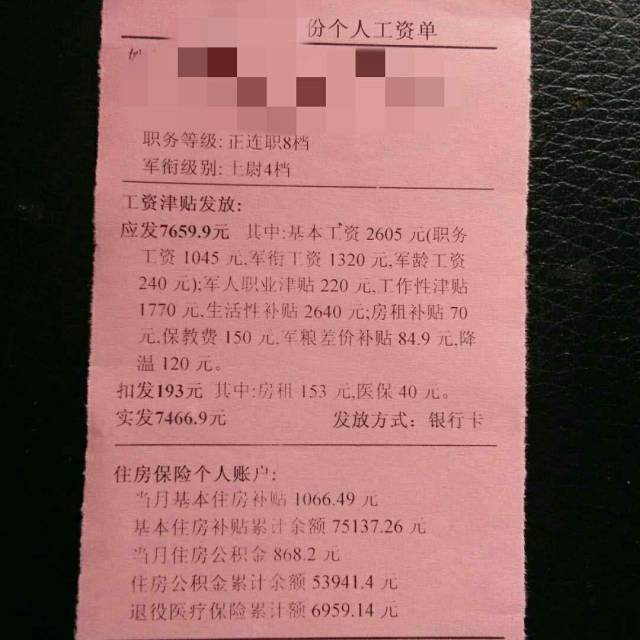 份个人工资单
职务等级: 正连职8档
军衔级别: 上尉4档
工资津贴发放:
应发7659.9元 其中:基本工资 2605 元(职务
工资 1045 元,军衔工资 1320 元,军龄工资
240 元);军人职业津贴 220 元,工作性津贴
1770 元,生活性补贴 2640 元;房租补贴 70
元,保教费 150 元,军粮差价补贴 84.9 元,降
温 120 元。
扣发193元 其中:房租 153 元,医保 40 元。
实发7466.9元 发放方式: 银行卡
住房保险个人账户:
当月基本住房补贴 1066.49 元
基本住房补贴累计余额 75137.26 元
当月住房公积金 868.2 元
住房公积金累计余额 53941.4 元
退役医疗保险累计额 6959.14 元